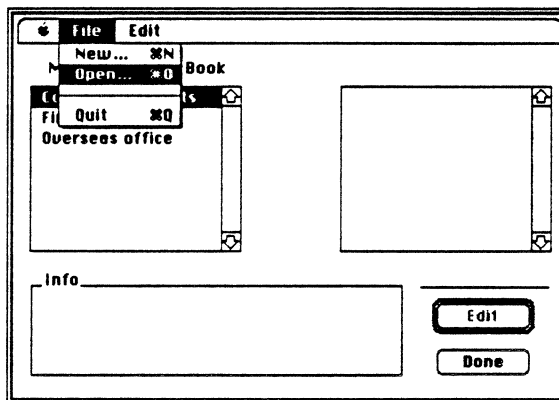 File Edit
New... ⌘N
Open... ⌘O
Book
Quit ⌘Q
Overseas office
Info
Edit
Done